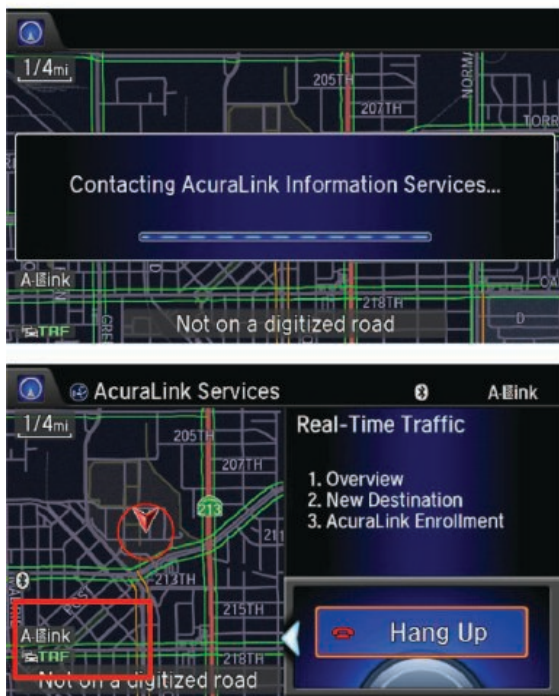 1/4mi
205TH
207TH
NORM
TORR
Contacting AcuraLink Information Services...
A-Link
218TH
TRF
GRE
Not on a digitized road
D
AcuraLink Services
A-Link
1/4mi
205TH
207TH
213
211
213TH
215TH
A-Link
TRF
218TH
Not on a digitized road
Real-Time Traffic
1. Overview
2. New Destination
3. AcuraLink Enrollment
Hang Up